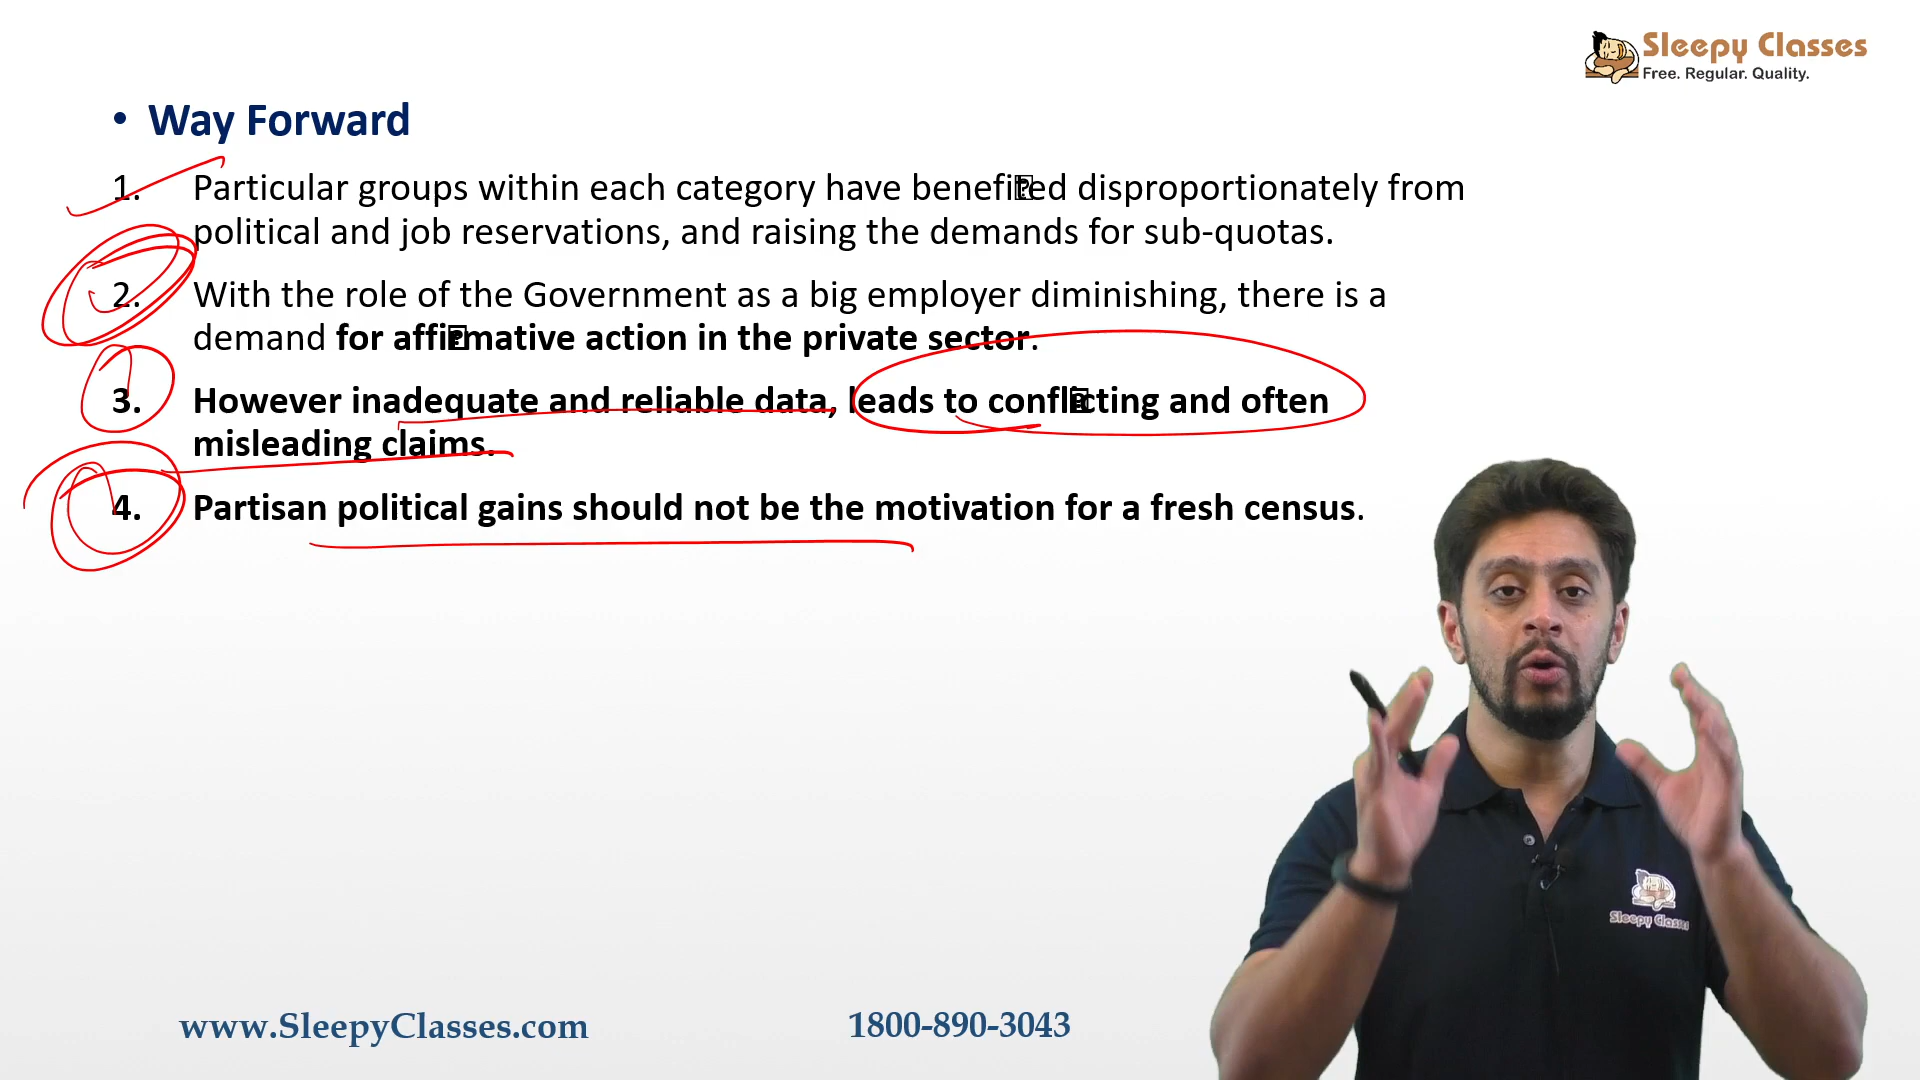 Sleepy Classes
Free. Regular. Quality.
• Way Forward
1. Particular groups within each category have benefited disproportionately from
political and job reservations, and raising the demands for sub-quotas.
2. With the role of the Government as a big employer diminishing, there is a
demand for affirmative action in the private sector.
3. However inadequate and reliable data, leads to conflicting and often
misleading claims.
4. Partisan political gains should not be the motivation for a fresh census.
Sleepy Classes
www.SleepyClasses.com
1800-890-3043